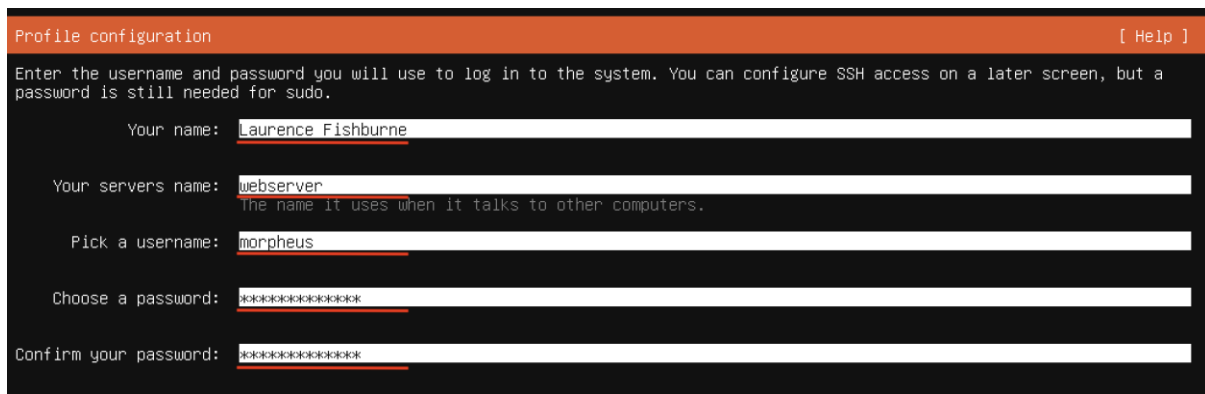 Profile configuration [ Help ]
Enter the username and password you will use to log in to the system. You can configure SSH access on a later screen, but a
password is still needed for sudo.
Your name: Laurence Fishburne
Your servers name: webserver
The name it uses when it talks to other computers.
Pick a username: morpheus
Choose a password: *************
Confirm your password: *************